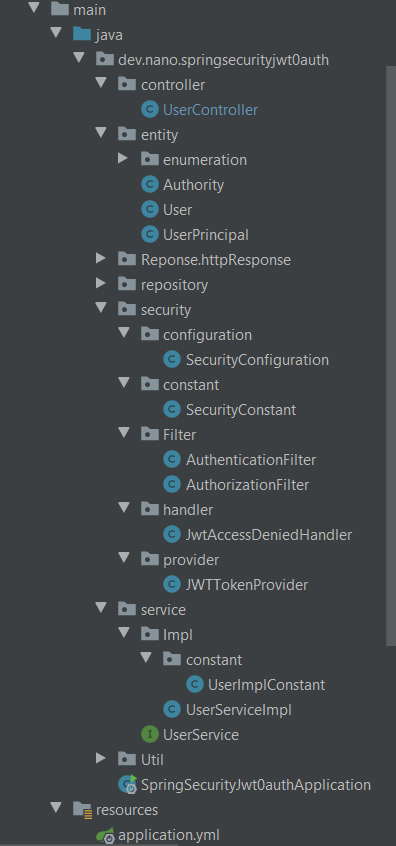 main
java
dev.nano.springsecurityjwt0auth
controller
UserController
entity
enumeration
Authority
User
UserPrincipal
Reponse.httpResponse
repository
security
configuration
SecurityConfiguration
constant
SecurityConstant
Filter
AuthenticationFilter
AuthorizationFilter
handler
JwtAccessDeniedHandler
provider
JWTTokenProvider
service
Impl
constant
UserImplConstant
UserServiceImpl
UserService
Util
SpringSecurityJwt0authApplication
resources
application.yml